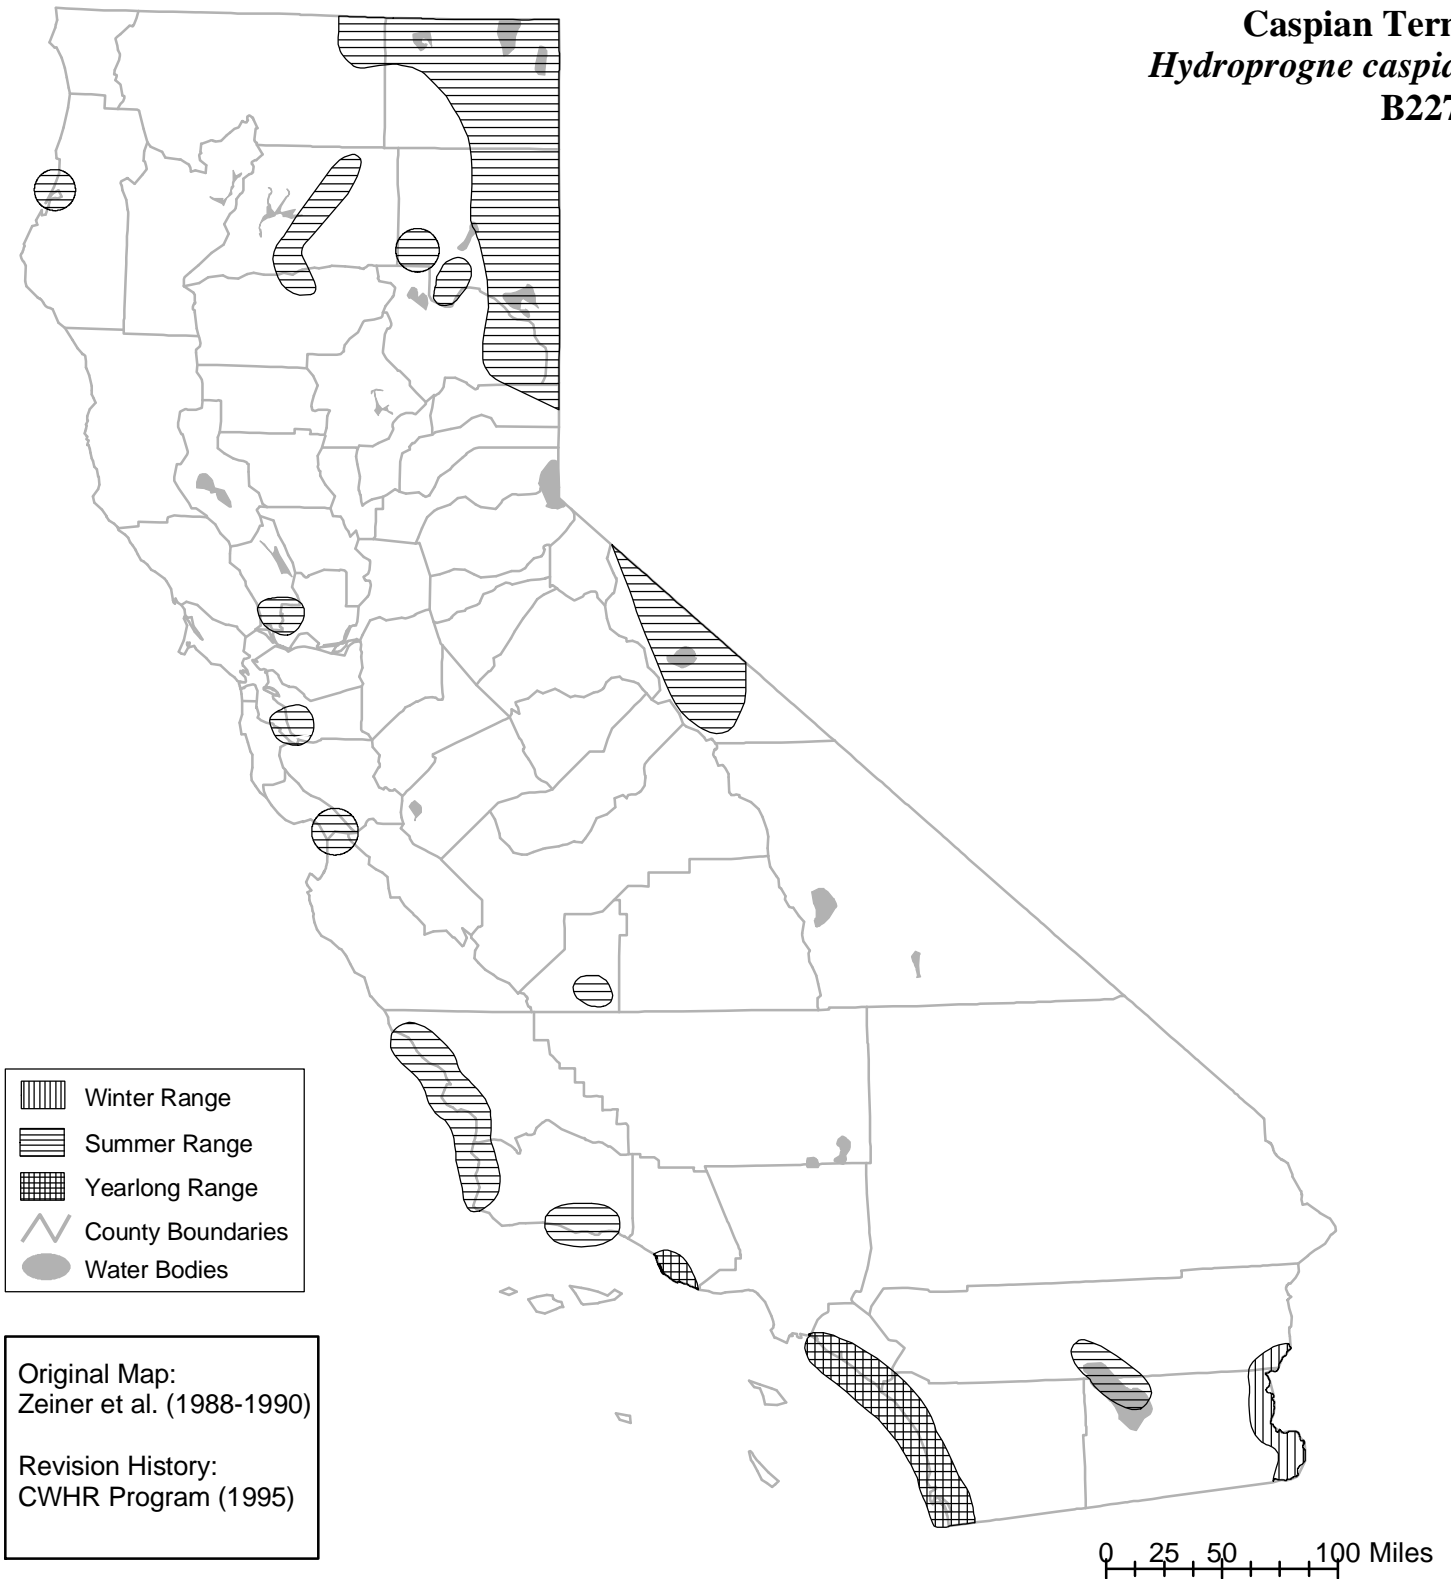 Caspian Tern
Hydroprogne caspia
B227
Winter Range
Summer Range
Yearlong Range
County Boundaries
Water Bodies
Original Map:
Zeiner et al. (1988-1990)
Revision History:
CWHR Program (1995)
0 25 50 100 Miles